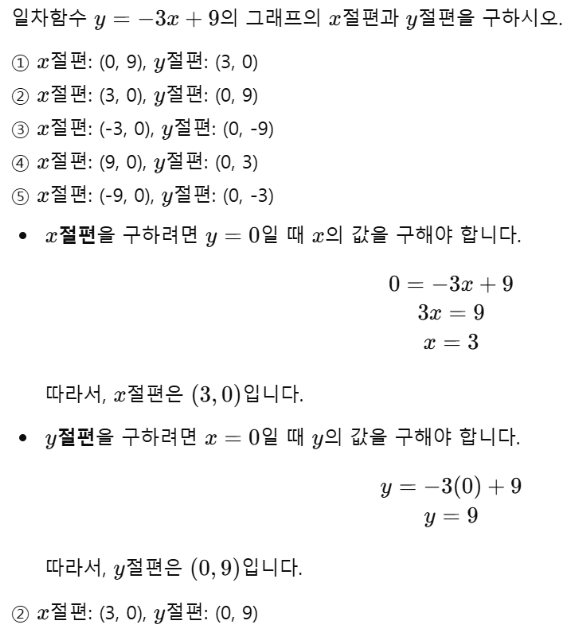 일차함수 y = −3x + 9의 그래프의 x절편과 y절편을 구하시오.
① x절편: (0, 9), y절편: (3, 0)
② x절편: (3, 0), y절편: (0, 9)
③ x절편: (-3, 0), y절편: (0, -9)
④ x절편: (9, 0), y절편: (0, 3)
⑤ x절편: (-9, 0), y절편: (0, -3)
• x절편을 구하려면 y = 0일 때 x의 값을 구해야 합니다.
0 = −3x + 9
3x = 9
x = 3
따라서, x절편은 (3, 0)입니다.
• y절편을 구하려면 x = 0일 때 y의 값을 구해야 합니다.
y = −3(0) + 9
y = 9
따라서, y절편은 (0, 9)입니다.
② x절편: (3, 0), y절편: (0, 9)